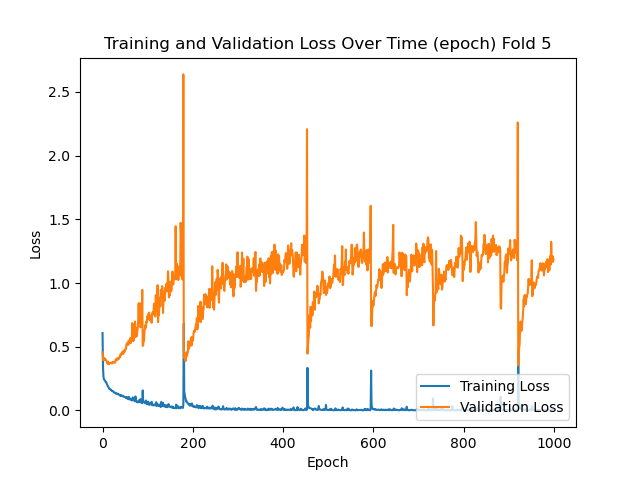 Training and Validation Loss Over Time (epoch) Fold 5
Loss
2.5
2.0
1.5
1.0
0.5
0.0
0
200
400
600
800
1000
Epoch
Training Loss
Validation Loss